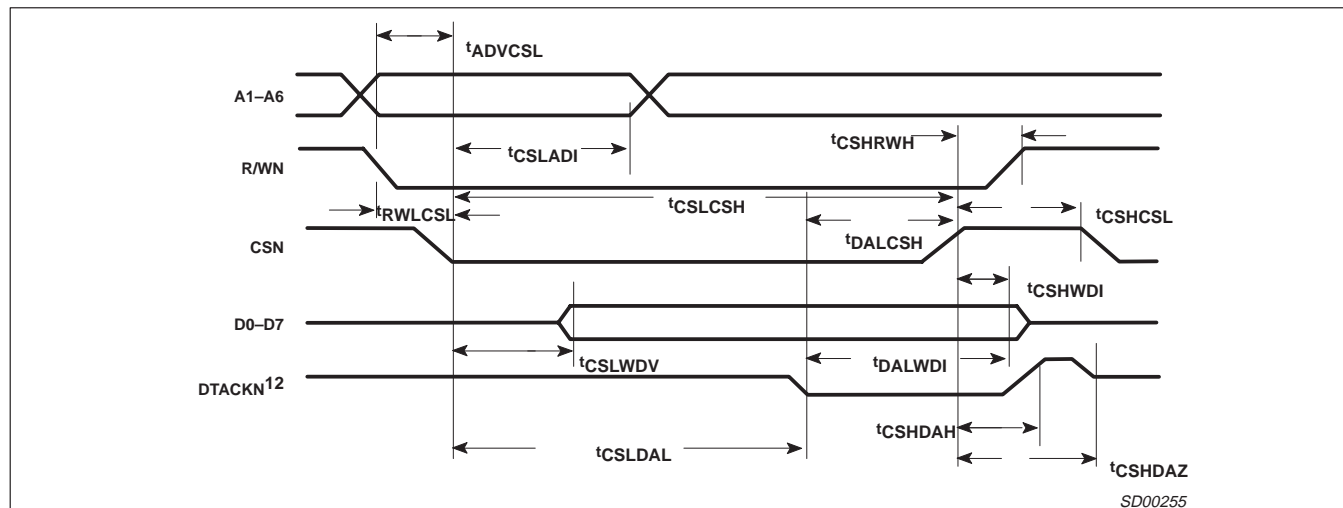 tADVCSL
A1–A6
tCSHRWH
tCSLADI
R/WN
tCSLCSH
tRWLCSL
tCSHCSL
tDALCSH
CSN
tCSHWDI
D0–D7
tCSLWDV
tDALWDI
DTACKN12
tCSHDAH
tCSLDAL
tCSHDAZ
SD00255